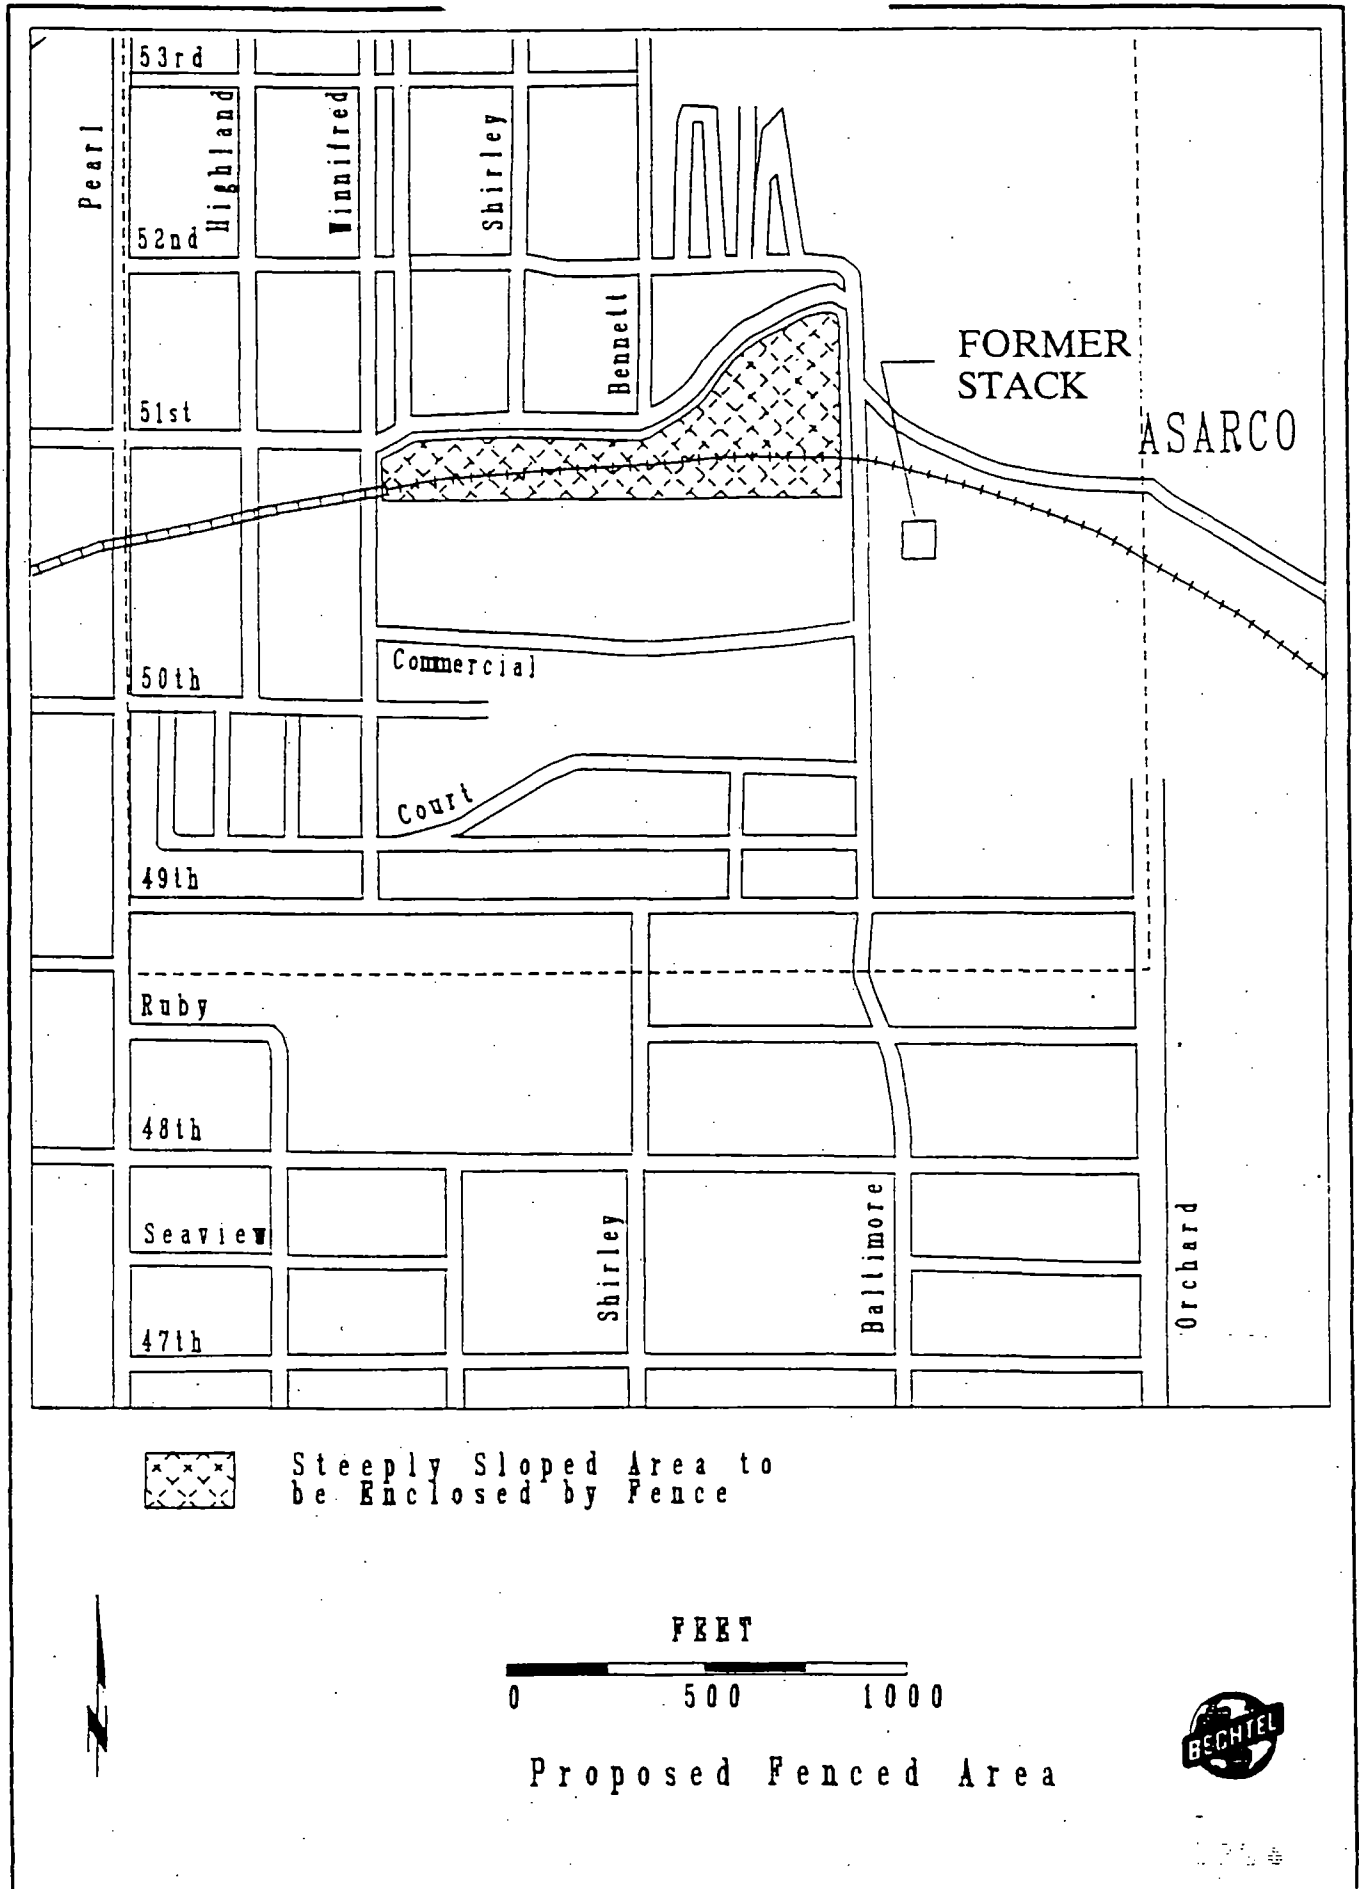 53rd
Pearl
Highland
Winnifred
Shirley
52nd
Bennett
FORMER
STACK
51st
ASARCO
Commercial
50th
Court
49th
Ruby
48th
Seaview
Shirley
Baltimore
Orchard
47th
Steeply Sloped Area to
be Enclosed by Fence
N
FEET
0 500 1000
BECHTEL
Proposed Fenced Area